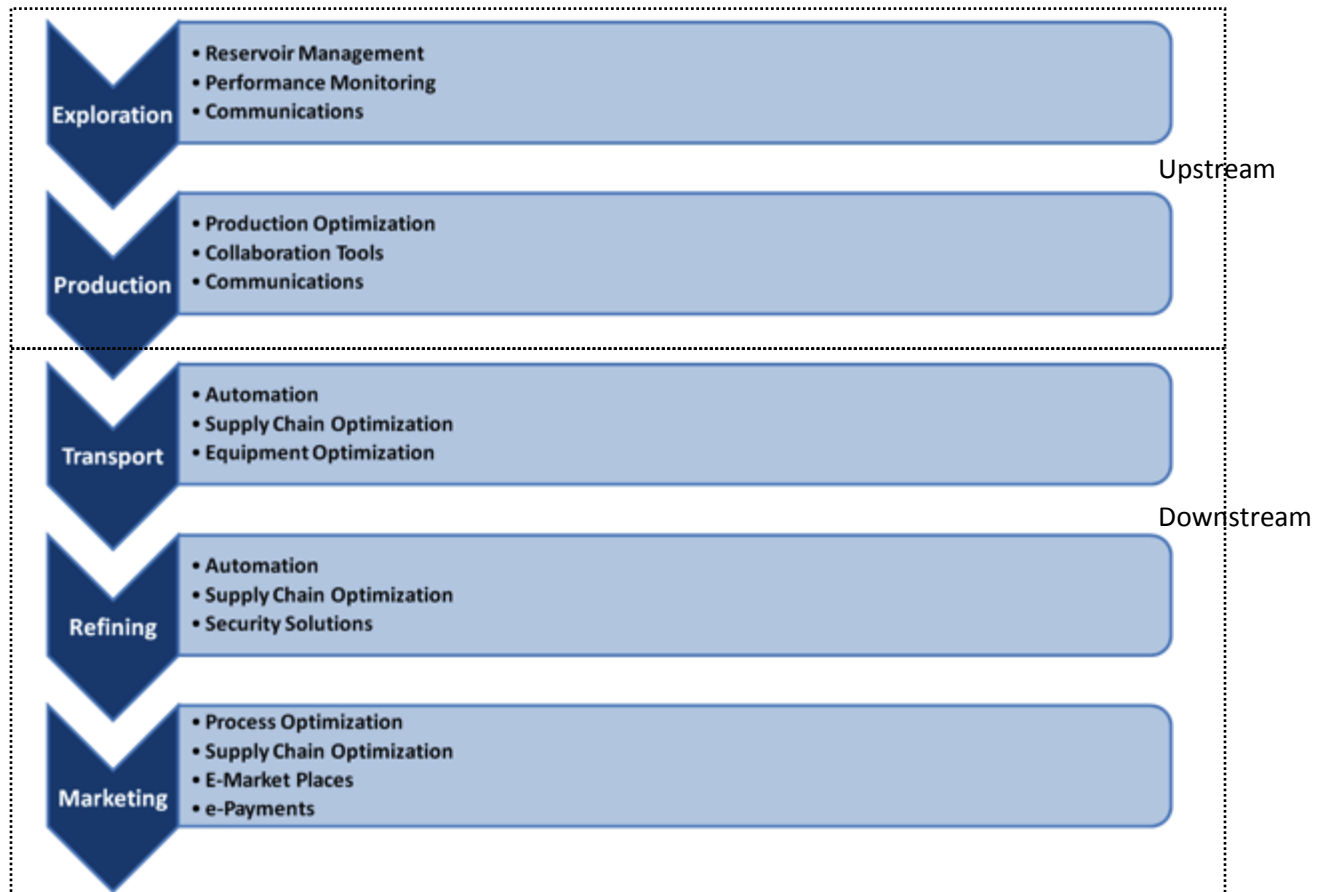 • Reservoir Management
• Performance Monitoring
Exploration
• Communications
Upstream
• Production Optimization
• Collaboration Tools
Production
• Communications
• Automation
• Supply Chain Optimization
Transport
• Equipment Optimization
Downstream
• Automation
• Supply Chain Optimization
Refining
• Security Solutions
• Process Optimization
• Supply Chain Optimization
• E-Market Places
Marketing
• e-Payments